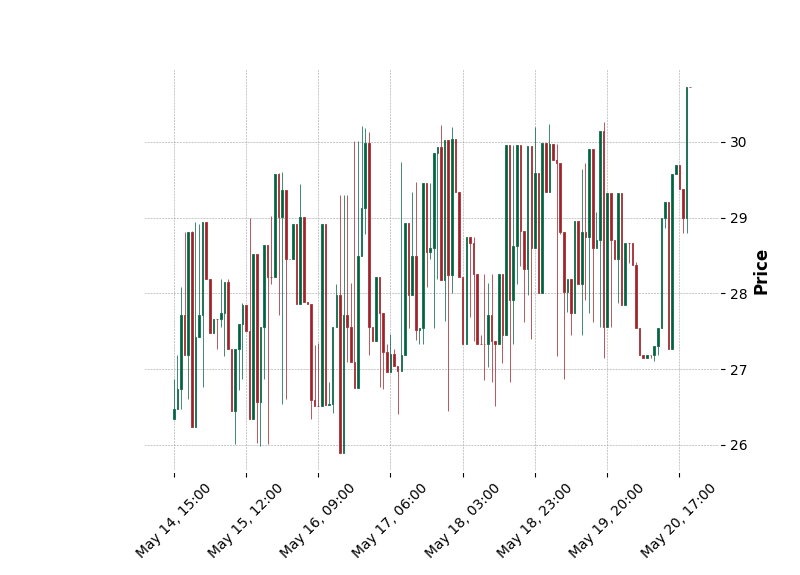 30
29
28
27
26
Price
May 14, 15:00
May 15, 12:00
May 16, 09:00
May 17, 06:00
May 18, 03:00
May 18, 23:00
May 19, 20:00
May 20, 17:00